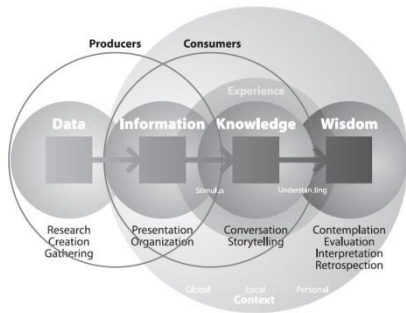 Producers
Consumers
Experience
Data
Information
Knowledge
Wisdom
Stimulus
Understanding
Research
Creation
Gathering
Presentation
Organization
Conversation
Storytelling
Contemplation
Evaluation
Interpretation
Retrospection
Global
Local
Personal
Context